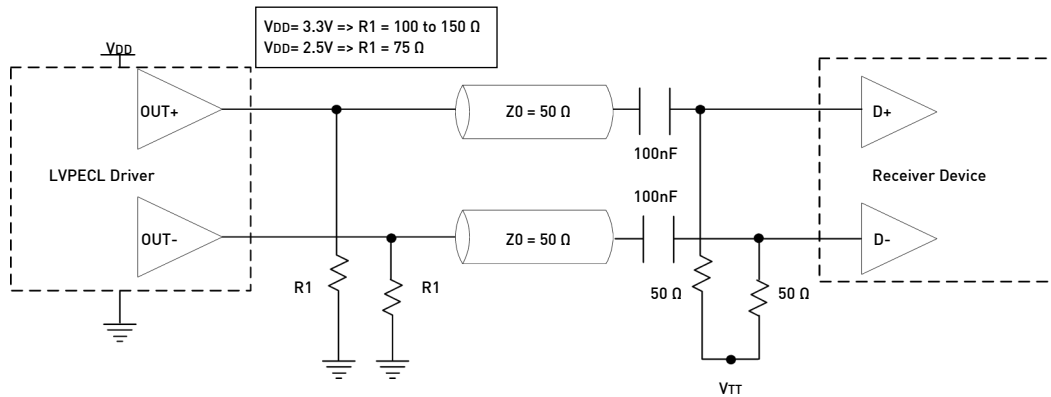 VDD= 3.3V => R1 = 100 to 150 Ω
VDD= 2.5V => R1 = 75 Ω
VDD
OUT+
Z0 = 50 Ω
D+
100nF
LVPECL Driver
Receiver Device
100nF
OUT-
Z0 = 50 Ω
D-
R1
R1
50 Ω
50 Ω
VTT